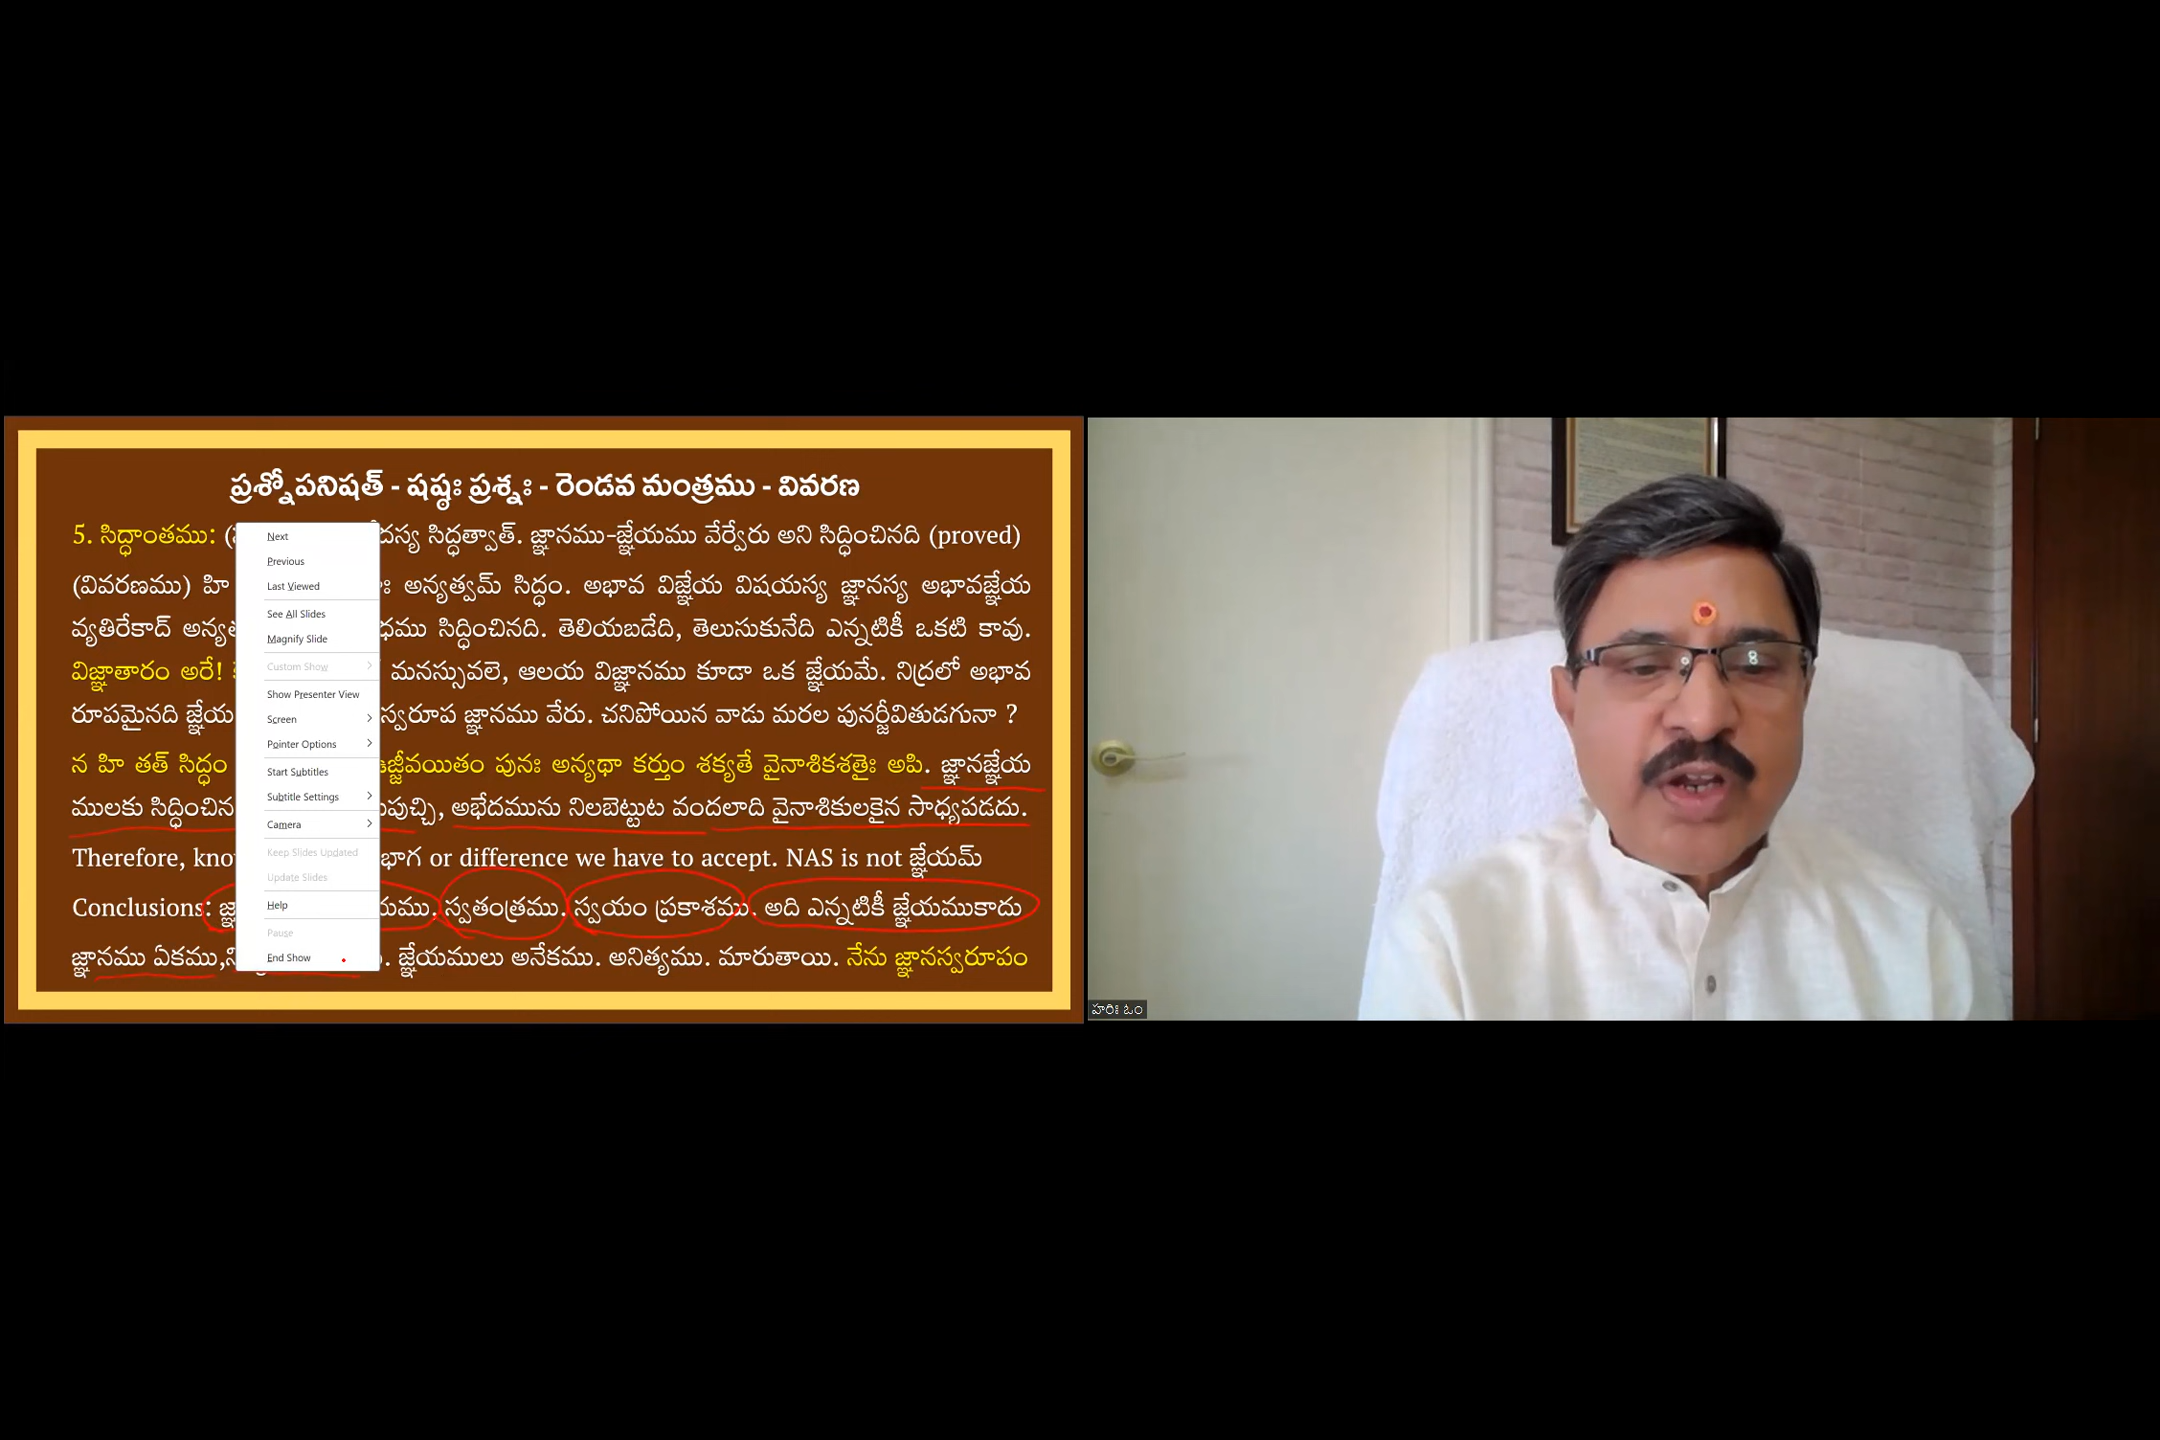 ప్రశ్నోపనిషత్ - షష్ఠః ప్రశ్నః - రెండవ మంత్రము - వివరణ
5. సిద్ధాంతము: సిద్ధత్వాత్. జ్ఞానము-జ్ఞేయము వేర్వేరు అని సిద్ధించినది (proved)
(వివరణము) హి అన్యత్వమ్ సిద్ధం. అభావ విజ్ఞేయ విషయస్య జ్ఞానస్య అభావజ్ఞేయ
వ్యతిరేకాద్ సిద్ధించినది. తెలియబడేది, తెలుసుకునేది ఎన్నటికీ ఒకటి కావు.
విజ్ఞాతారం అరే! మనస్సువలె, ఆలయ విజ్ఞానము కూడా ఒక జ్ఞేయమే. నిద్రలో అభావ
రూపమైనది జ్ఞేయ స్వరూప జ్ఞానము వేరు. చనిపోయిన వాడు మరల పునర్జీవితుడగునా ?
న హి తత్ సిద్ధం పునః అన్యథా కర్తుం శక్యతే వైనాశికశతైః అపి. జ్ఞానజ్ఞేయ
ములకు అభేదమును నిలబెట్టుట వందలాది వైనాశికులకైన సాధ్యపడదు.
Therefore, or difference we have to accept. NAS is not జ్ఞేయమ్
Conclusions: స్వతంత్రము. స్వయం ప్రకాశము. అది ఎన్నటికీ జ్ఞేయముకాదు
జ్ఞానము ఏకము, జ్ఞేయములు అనేకము. అనిత్యము. మారుతాయి. నేను జ్ఞానస్వరూపం
Next
Previous
Last Viewed
See All Slides
Magnify Slide
Custom Show
Show Presenter View
Screen
Pointer Options
Start Subtitles
Subtitle Settings
Camera
Keep Slides Updated
Update Slides
Help
Pause
End Show
హరిః ఓం